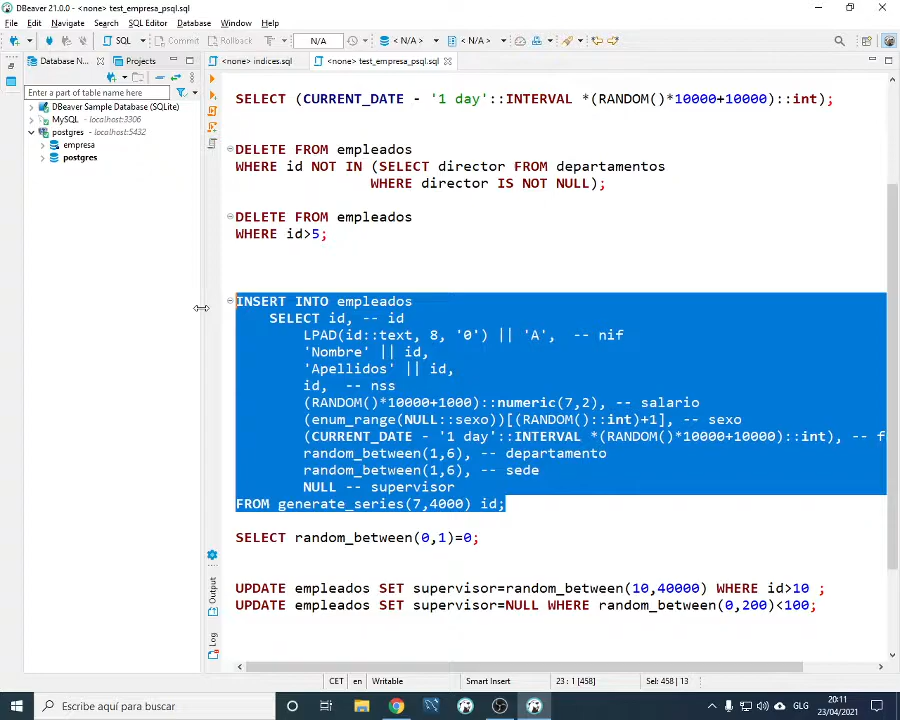 DBeaver 21.0.0 - <none> test_empresa_psql.sql
File Edit Navigate Search SQL Editor Database Window Help
SQL Commit Rollback T N/A < N/A > < N/A >
Database N... Projects <none> indices.sql <none> test_empresa_psql.sql
Enter a part of table name here
DBeaver Sample Database (SQLite)
MySQL - localhost:3306
postgres - localhost:5432
empresa
postgres
SELECT (CURRENT_DATE - '1 day'::INTERVAL *(RANDOM()*10000+10000)::int);
DELETE FROM empleados
WHERE id NOT IN (SELECT director FROM departamentos
WHERE director IS NOT NULL);
DELETE FROM empleados
WHERE id>5;
INSERT INTO empleados
SELECT id, -- id
LPAD(id::text, 8, '0') || 'A', -- nif
'Nombre' || id,
'Apellidos' || id,
id, -- nss
(RANDOM()*10000+1000)::numeric(7,2), -- salario
(enum_range(NULL::sexo))[(RANDOM()::int)+1], -- sexo
(CURRENT_DATE - '1 day'::INTERVAL *(RANDOM()*10000+10000)::int), -- f
random_between(1,6), -- departamento
random_between(1,6), -- sede
NULL -- supervisor
FROM generate_series(7,4000) id;
SELECT random_between(0,1)=0;
UPDATE empleados SET supervisor=random_between(10,40000) WHERE id>10 ;
UPDATE empleados SET supervisor=NULL WHERE random_between(0,200)<100;
Output
Log
CET en Writable Smart Insert 23 : 1 [458] Sel: 458 | 13
Escribe aquí para buscar
GLG
20:11
23/04/2021